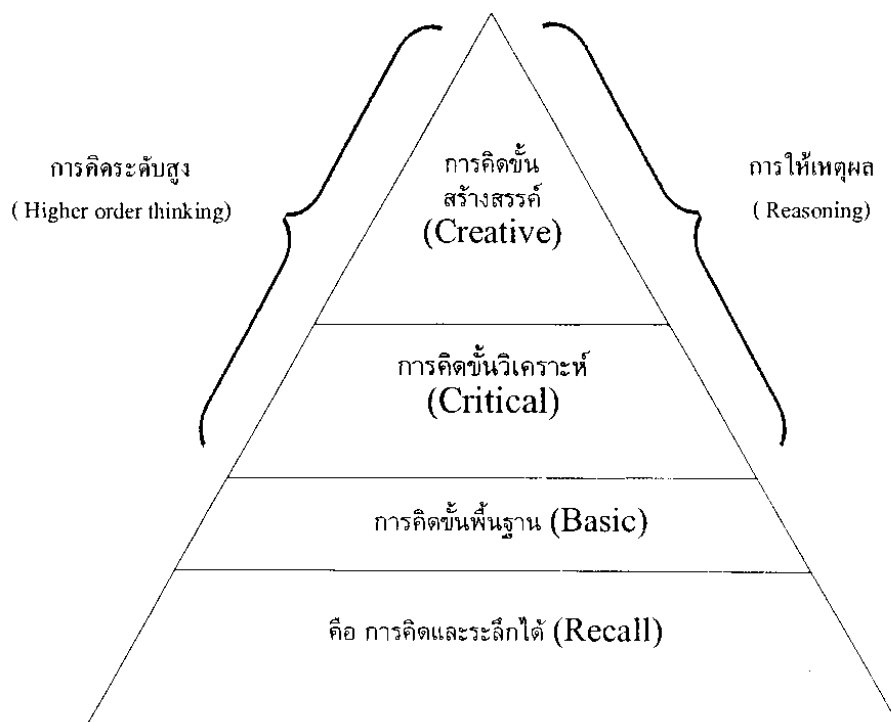 การคิดระดับสูง
( Higher order thinking)
การคิดขั้น
สร้างสรรค์
(Creative)
การให้เหตุผล
( Reasoning)
การคิดขั้นวิเคราะห์
(Critical)
การคิดขั้นพื้นฐาน (Basic)
คือ การคิดและระลึกได้ (Recall)